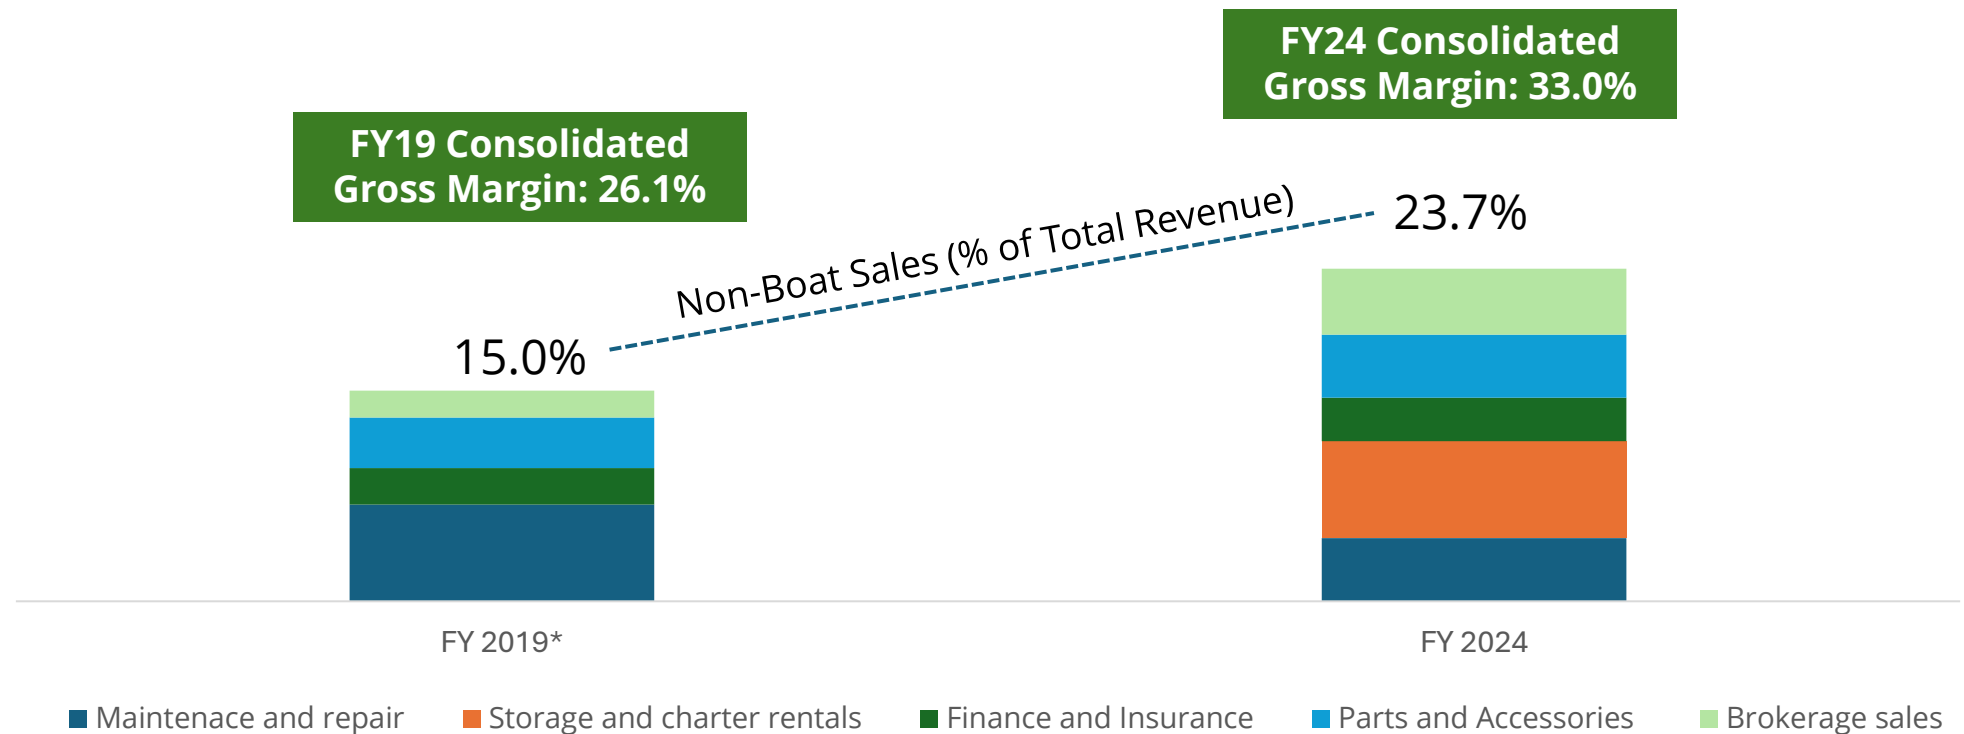 FY24 Consolidated
Gross Margin: 33.0%
FY19 Consolidated
Gross Margin: 26.1%
Non-Boat Sales (% of Total Revenue)
23.7%
15.0%
FY 2019*
FY 2024
Maintenace and repair
Storage and charter rentals
Finance and Insurance
Parts and Accessories
Brokerage sales